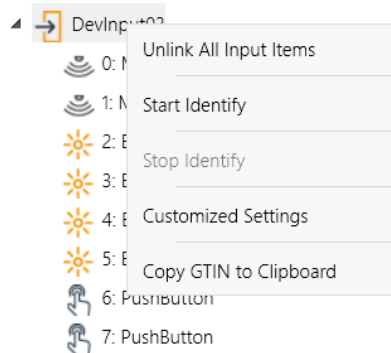 DevInput02
Unlink All Input Items
0:
Start Identify
1:
2:
Stop Identify
3:
4:
Customized Settings
5:
Copy GTIN to Clipboard
6: PushButton
7: PushButton